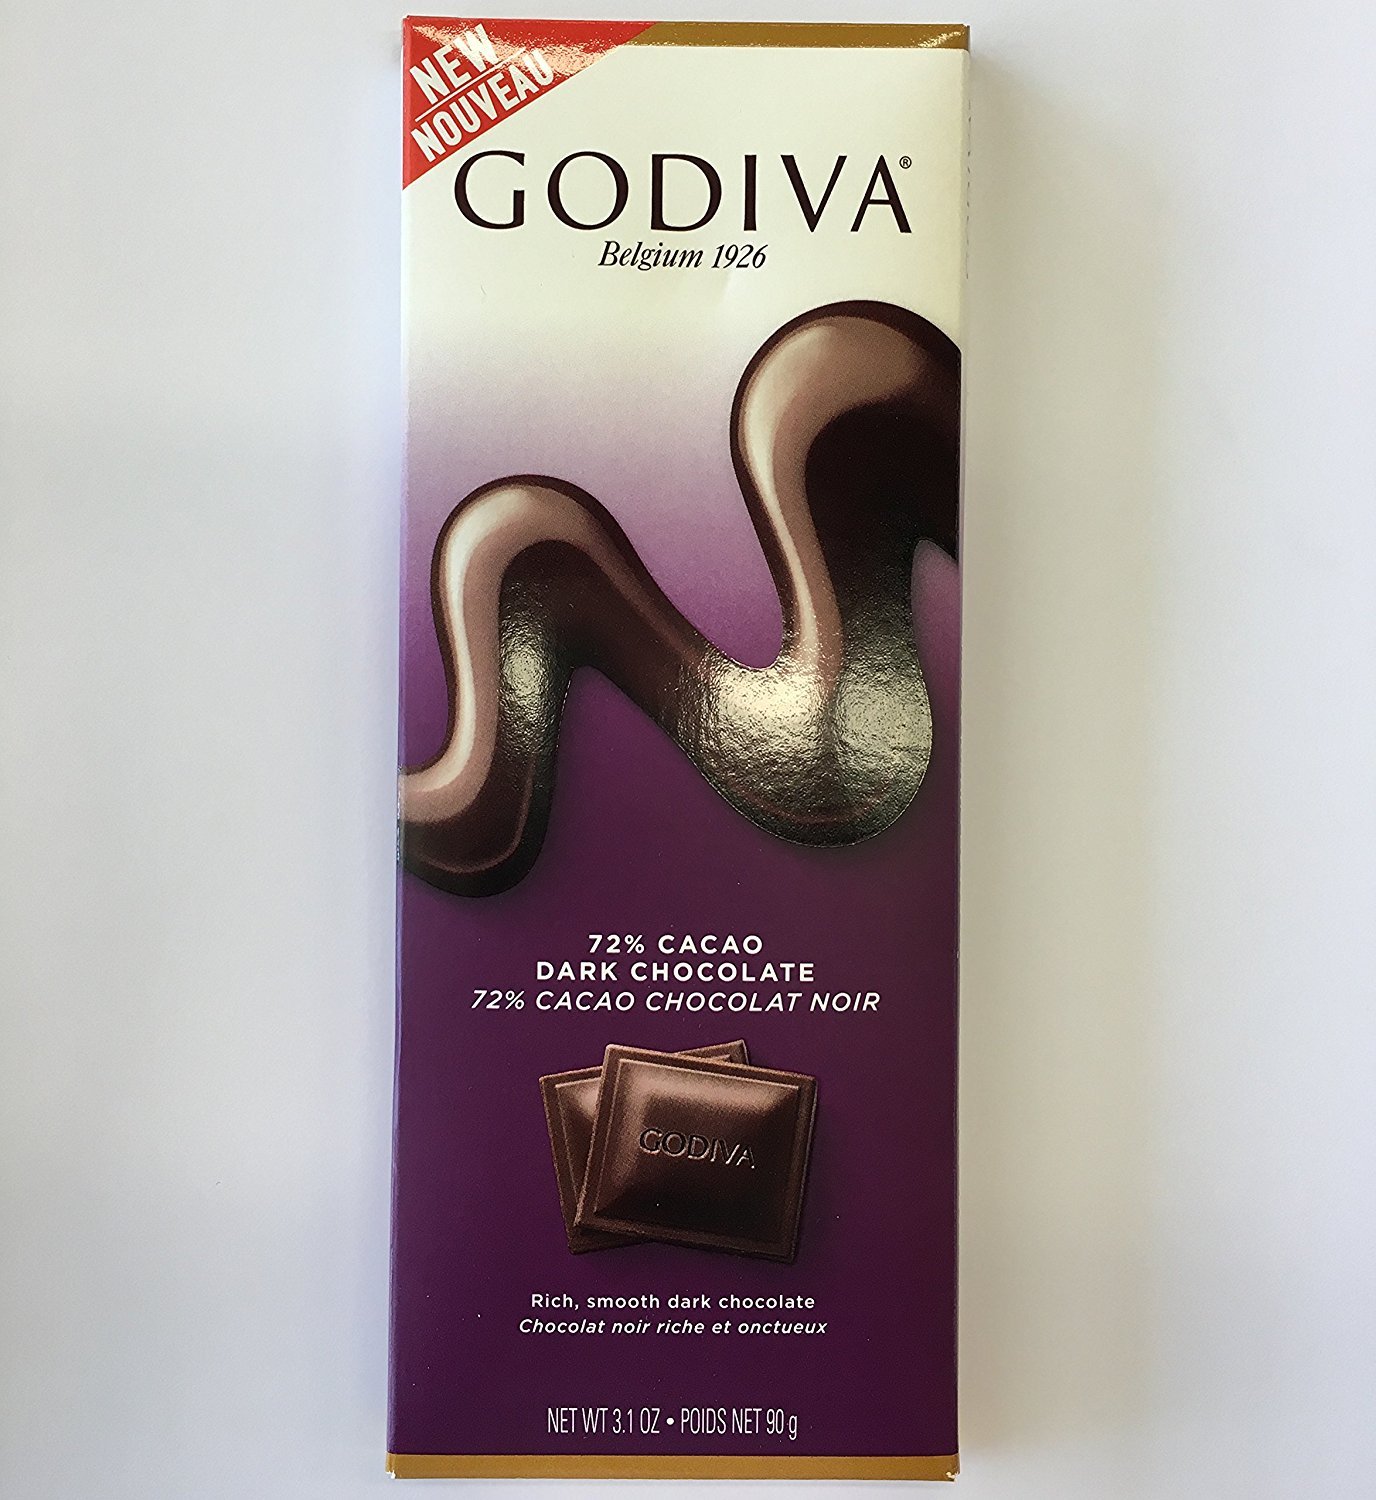 NEW
NOUVEAU
GODIVA®
Belgium 1926
72% CACAO
DARK CHOCOLATE
72% CACAO CHOCOLAT NOIR
GODIVA
Rich, smooth dark chocolate
Chocolat noir riche et onctueux
NET WT 3.1 OZ • POIDS NET 90 g